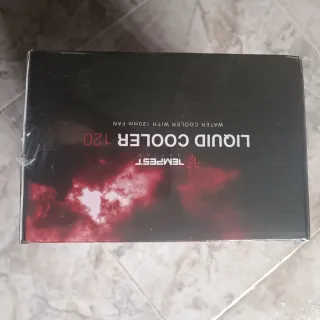 TEMPEST
LIQUID COOLER 120
WATER COOLER WITH 120mm FAN